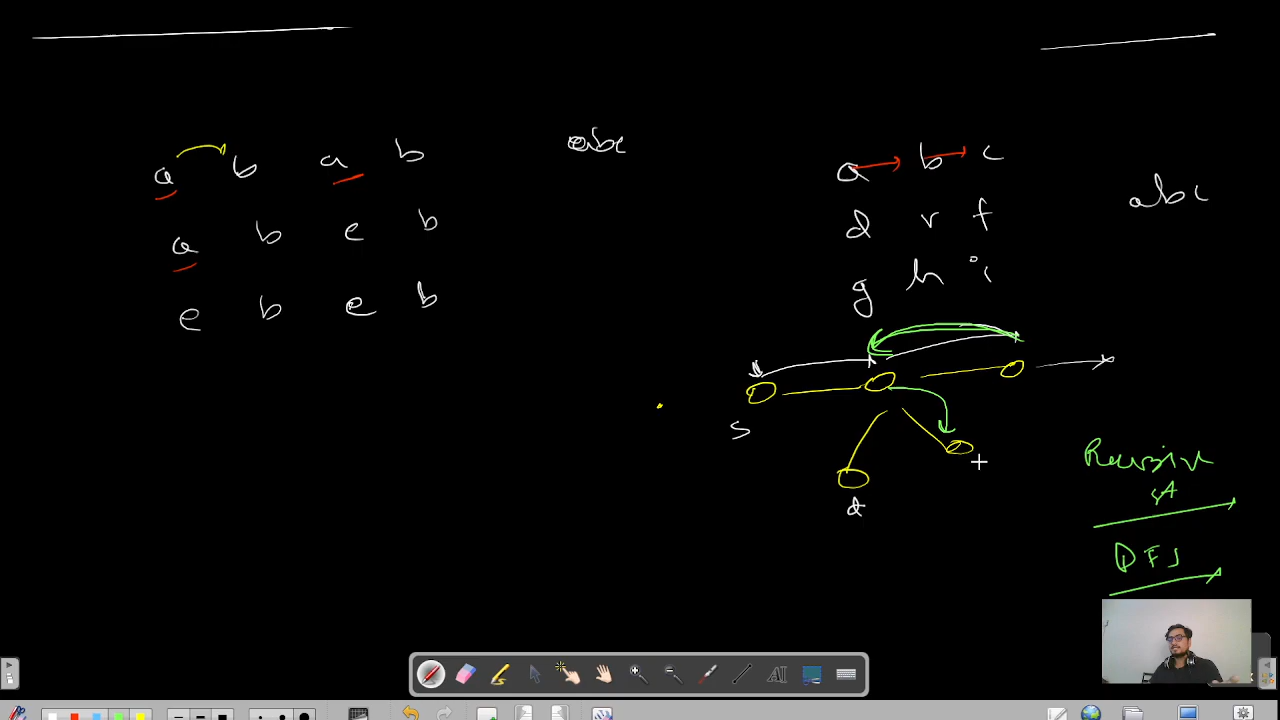 a b a b
a b e b
e b e b
abc
a b c
d r f
g h i
abc
s
d
Recursive
DFS